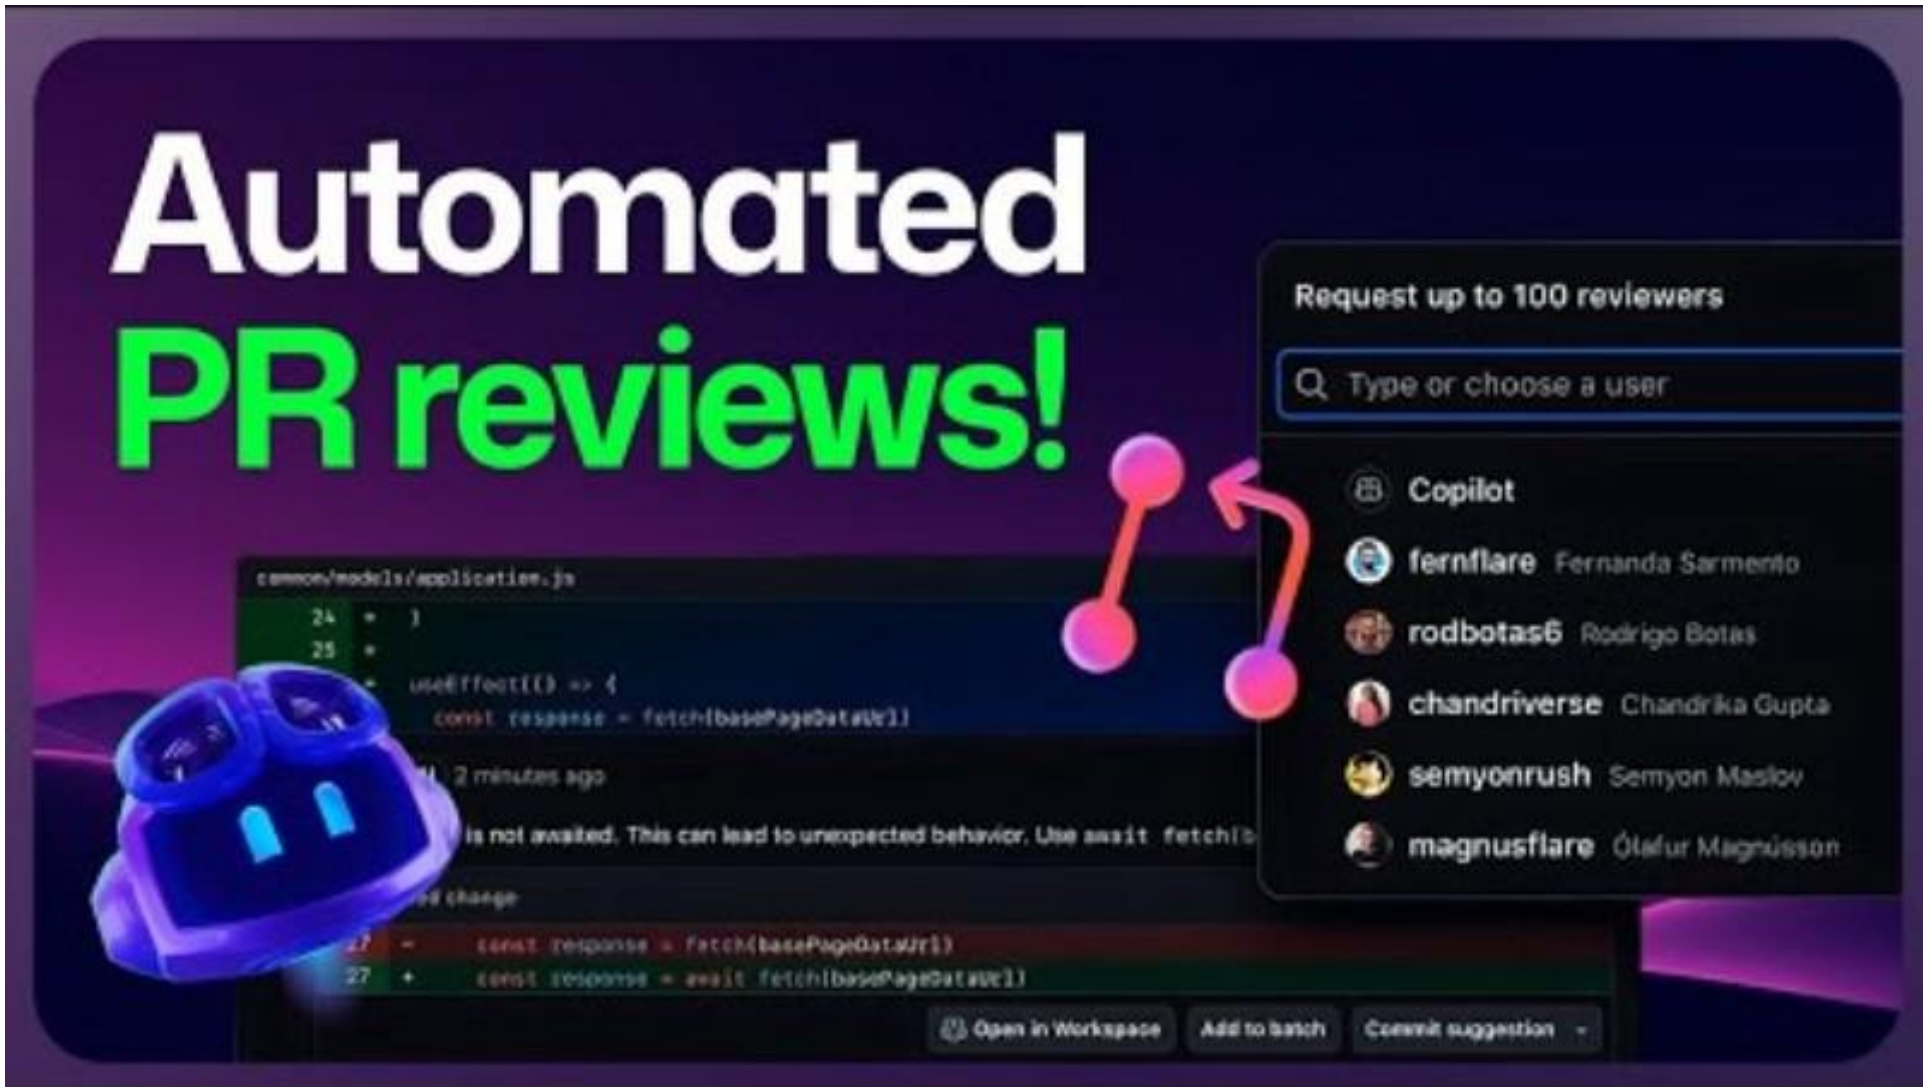 Automated
PR reviews!
Request up to 100 reviewers
Type or choose a user
Copilot
fernflare Fernanda Sarmento
rodbotas6 Rodrigo Botas
chandriverse Chandrika Gupta
semyonrush Semyon Maslov
magnusflare Ólafur Magnússon
common/models/application.js
24 + }
25 +
+ useEffect(() => {
const response = fetch(basePageDataUrl)
2 minutes ago
is not awaited. This can lead to unexpected behavior. Use await fetch(b
ed change
27 - const response = fetch(basePageDataUrl)
27 + const response = await fetch(basePageDataUrl)
Open in Workspace
Add to batch
Commit suggestion